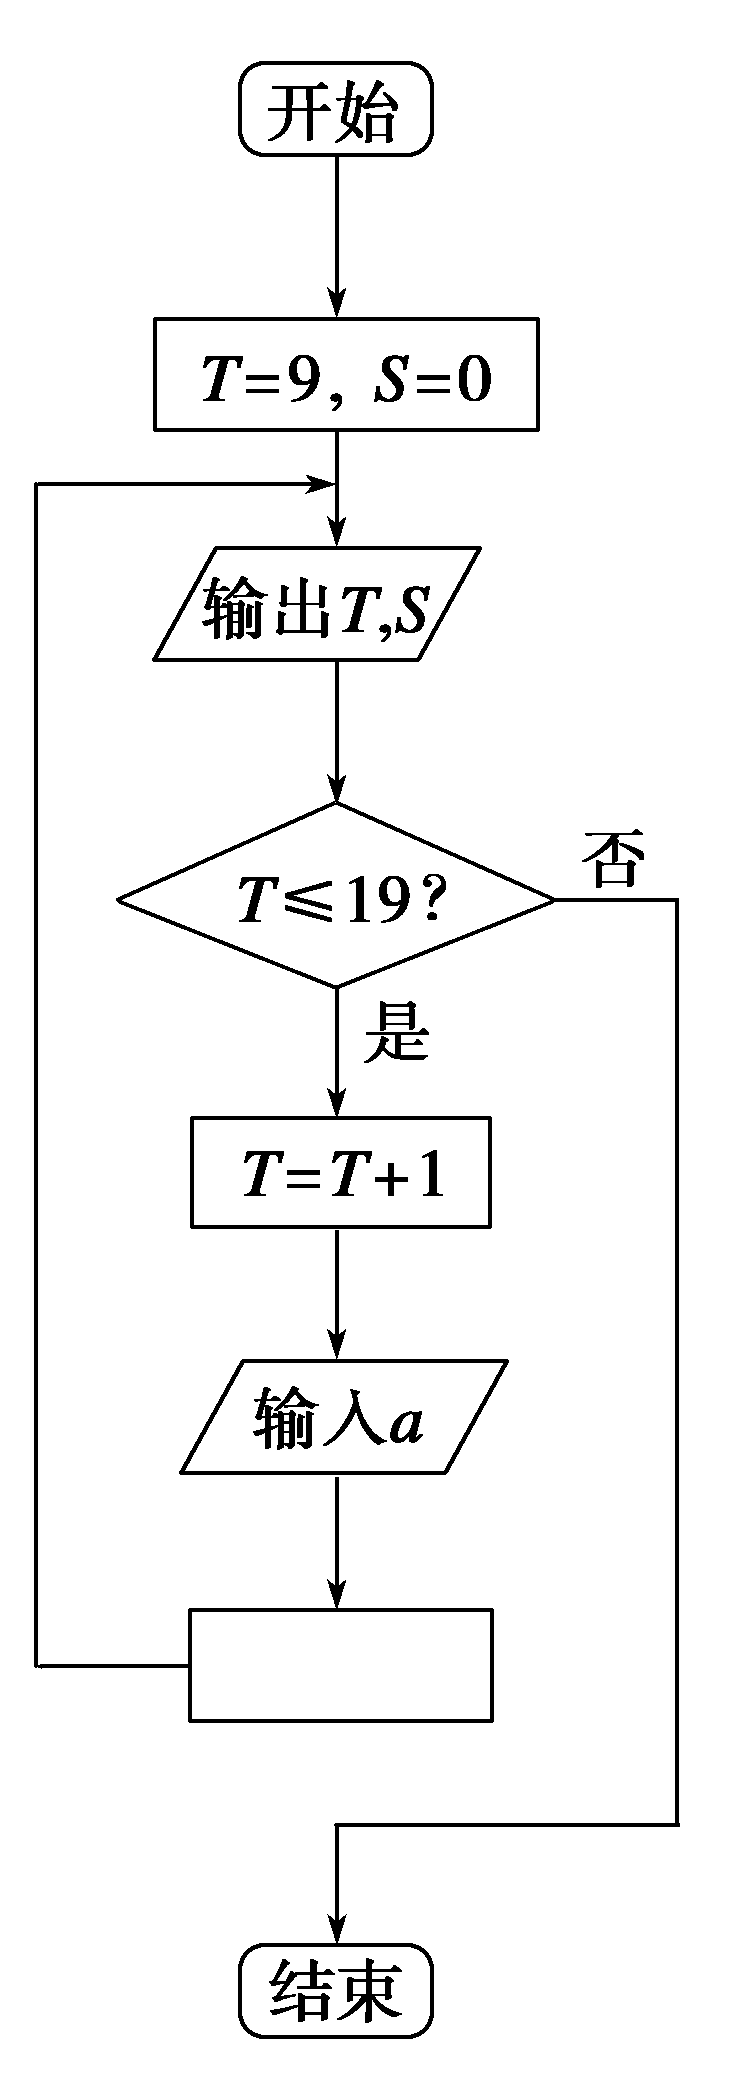 开始
T=9, S=0
输出T,S
T≤19?
否
是
T=T+1
输入a
结束